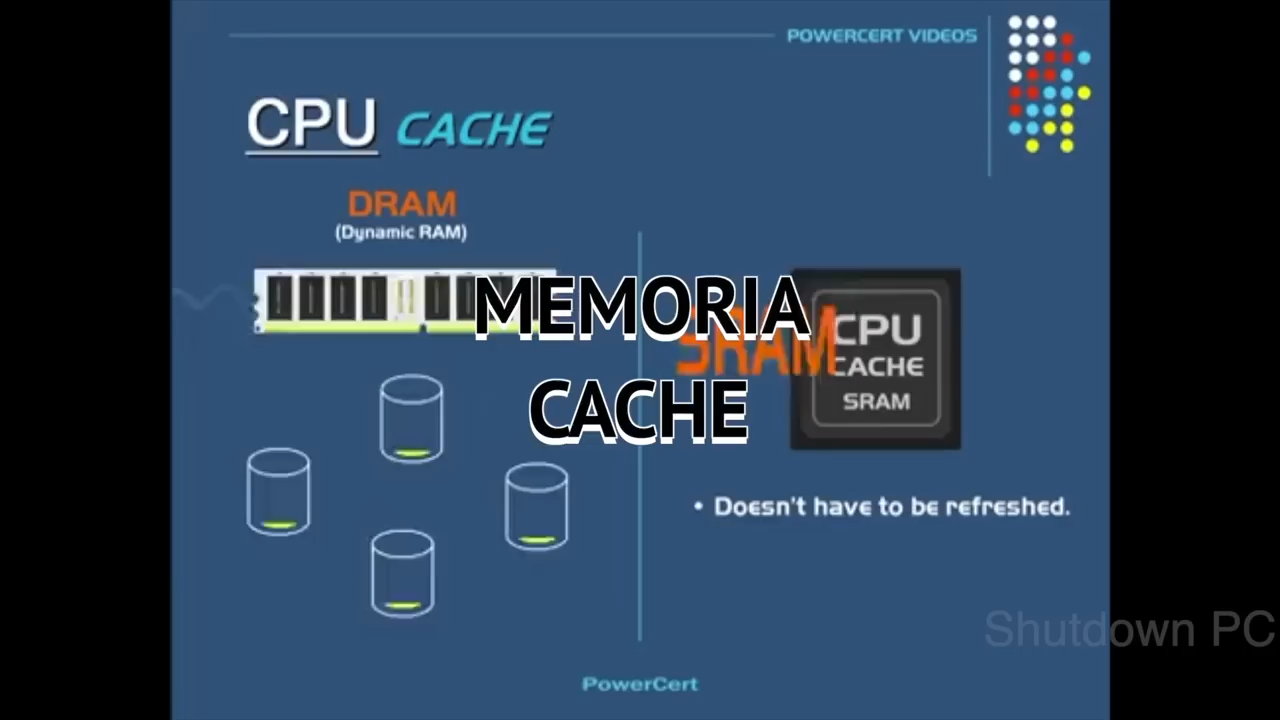 POWERCERT VIDEOS
CPU CACHE
DRAM
(Dynamic RAM)
MEMORIA
CACHE
SRAM
CPU
CACHE
SRAM
• Doesn't have to be refreshed.
Shutdown PC
PowerCert